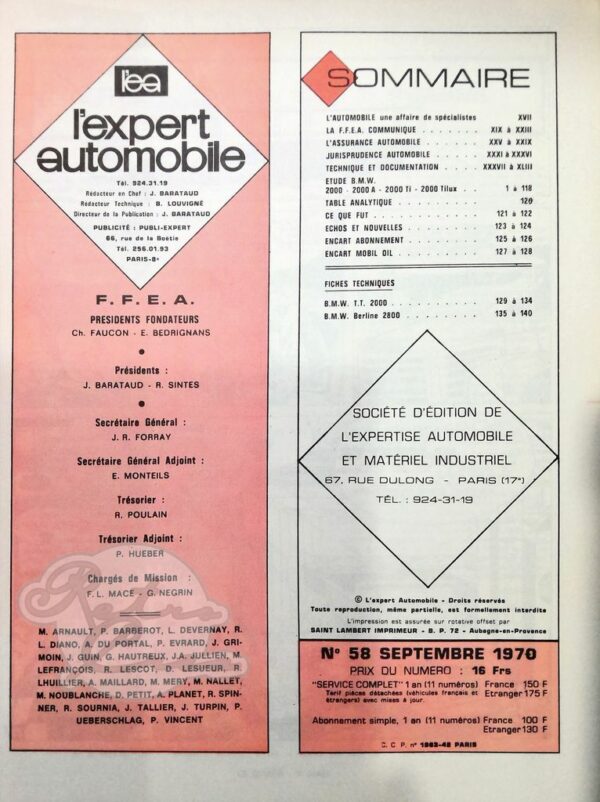 l'ea
l'expert
automobile
Tél. 924.31.19
Rédacteur en Chef : J. BARATAUD
Rédacteur Technique : B. LOUVIGNÉ
Directeur de la Publication : J. BARATAUD
PUBLICITÉ : PUBLI-EXPERT
66, rue de la Boëtie
Tél. 256.01.93
PARIS-8e
F. F. E. A.
PRESIDENTS FONDATEURS
Ch. FAUCON - E. BEDRIGNANS
Présidents :
J. BARATAUD - R. SINTES
Secrétaire Général :
J. R. FORRAY
Secrétaire Général Adjoint :
E. MONTEILS
Trésorier :
R. POULAIN
Trésorier Adjoint :
P. HUEBER
Chargés de Mission :
F.L. MACÉ - G. NEGRIN
M. ARNAULT, P. BARBEROT, L. DEVERNAY, R.
L. DIANO, A. DU PORTAL, P. EVRARD, J. GRI-
MOIN, J. GUIN, G. HAUTREUX, J.A. JULLIEN, M.
LEFRANÇOIS, R. LESCOT, D. LESUEUR, R.
LHUILLIER, A. MAILLARD, M. MERY, M. NALLET,
M. NOUBLANCHE, D. PETIT, A. PLANET, R. SPIN-
NER, R. SOURNIA, J. TALLIER, J. TURPIN, P.
UEBERSCHLAG, P. VINCENT
SOMMAIRE
L'AUTOMOBILE une affaire de spécialistes XVII
LA F.F.E.A. COMMUNIQUE . . . . . . . XIX à XXIII
L'ASSURANCE AUTOMOBILE . . . . . . . XXV à XXIX
JURISPRUDENCE AUTOMOBILE . . . . XXXI à XXXVI
TECHNIQUE ET DOCUMENTATION . . . . XXXVII à XLIII
ETUDE B.M.W.
2000 - 2000 A - 2000 Ti - 2000 Tilux . . 1 à 118
TABLE ANALYTIQUE . . . . . . . . . . 120
CE QUE FUT . . . . . . . . . . . . 121 à 122
ECHOS ET NOUVELLES . . . . . . . . 123 à 124
ENCART ABONNEMENT . . . . . . . . 125 à 126
ENCART MOBIL OIL . . . . . . . . . 127 à 128
FICHES TECHNIQUES
B.M.W. T.T. 2000 . . . . . . . . . . 129 à 134
B.M.W. Berline 2800 . . . . . . . . . 135 à 140
SOCIÉTÉ D'ÉDITION DE
L'EXPERTISE AUTOMOBILE
ET MATÉRIEL INDUSTRIEL
67, RUE DULONG - PARIS (17e)
TÉL. : 924-31-19
© L'expert Automobile - Droits réservés
Toute reproduction, même partielle, est formellement interdite
L'impression est assurée sur rotative offset par
SAINT LAMBERT IMPRIMEUR - B. P. 72 - Aubagne-en-Provence
N° 58 SEPTEMBRE 1970
PRIX DU NUMERO : 16 Frs
"SERVICE COMPLET" 1 an (11 numéros) France 150 F
Tarif pièces détachées (véhicules français et Etranger 175 F
étrangers) avec mises à jour.
Abonnement simple, 1 an (11 numéros) France 100 F
Etranger 130 F
C. C. P. n° 1983-48 PARIS